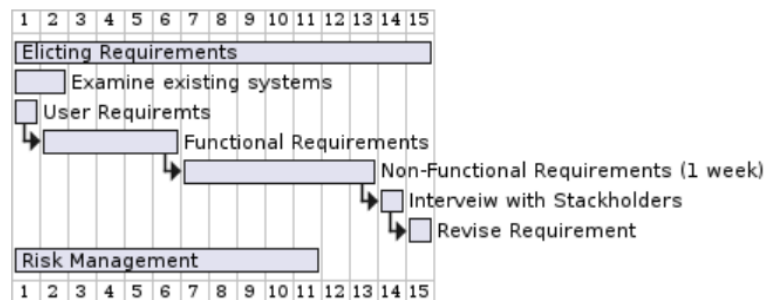 1 2 3 4 5 6 7 8 9 10 11 12 13 14 15
Elicting Requirements
Examine existing systems
User Requiremts
Functional Requirements
Non-Functional Requirements (1 week)
Interveiw with Stackholders
Revise Requirement
Risk Management
1 2 3 4 5 6 7 8 9 10 11 12 13 14 15